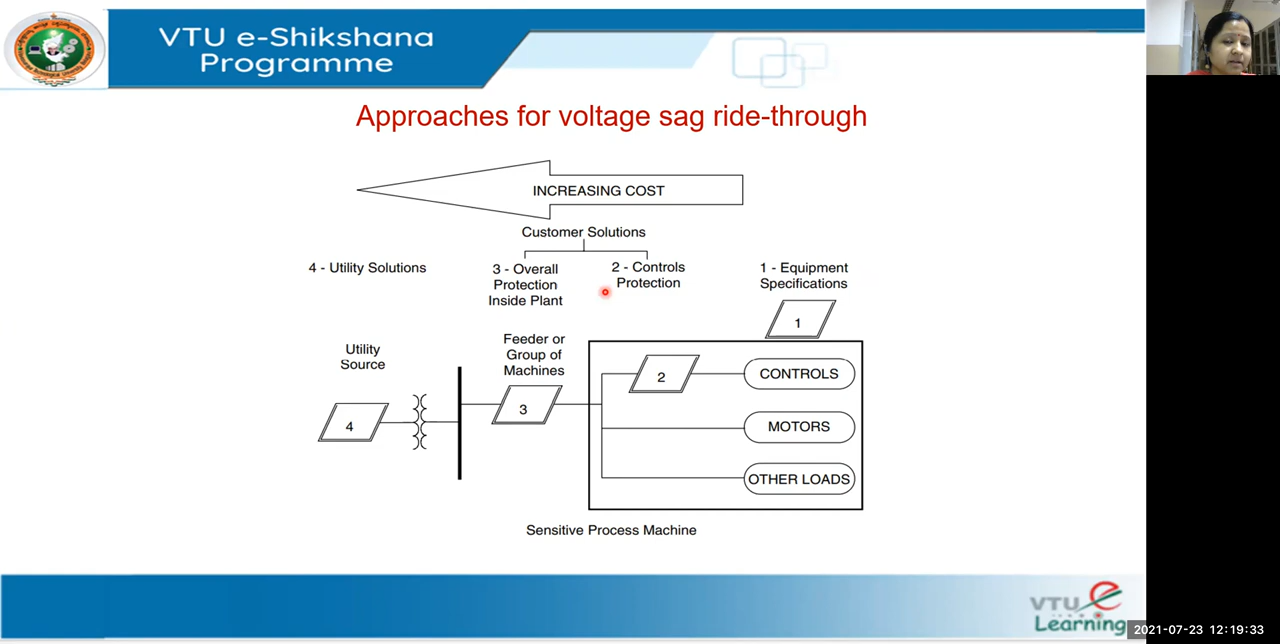 VTU e-Shikshana
Programme
Approaches for voltage sag ride-through
INCREASING COST
Customer Solutions
4 - Utility Solutions
3 - Overall
Protection
Inside Plant
2 - Controls
Protection
1 - Equipment
Specifications
1
Utility
Source
Feeder or
Group of
Machines
2
CONTROLS
3
4
MOTORS
OTHER LOADS
Sensitive Process Machine
VTU e
Learning
2021-07-23 12:19:33